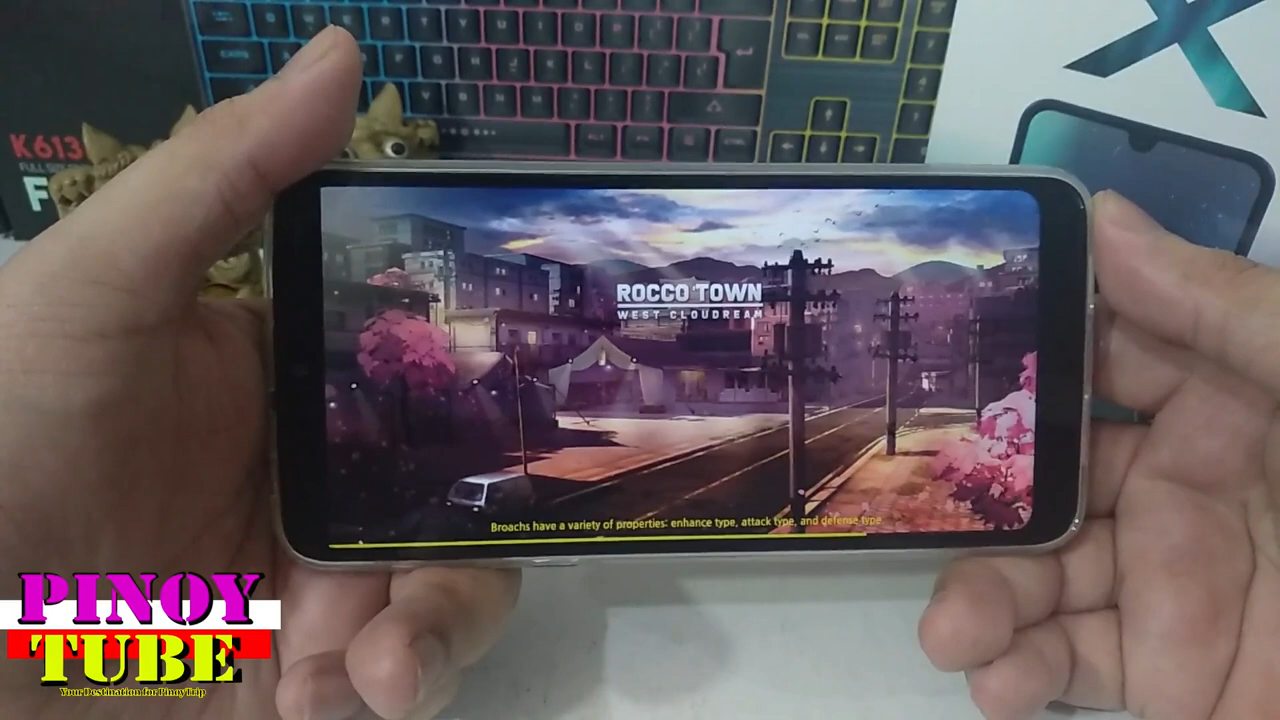 K613
ROCCO TOWN
WEST CLOUDREAM
Broachs have a variety of properties: enhance type, attack type, and defense type.
PINOY
TUBE
Your Destination for PinoyTrip